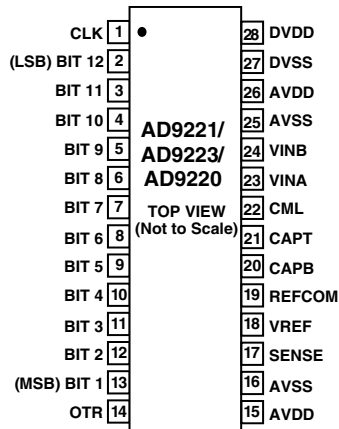 CLK 1 28 DVDD
(LSB) BIT 12 2 27 DVSS
BIT 11 3 26 AVDD
BIT 10 4 25 AVSS
BIT 9 5 24 VINB
BIT 8 6 23 VINA
BIT 7 7 22 CML
BIT 6 8 21 CAPT
BIT 5 9 20 CAPB
BIT 4 10 19 REFCOM
BIT 3 11 18 VREF
BIT 2 12 17 SENSE
(MSB) BIT 1 13 16 AVSS
OTR 14 15 AVDD
AD9221/
AD9223/
AD9220
TOP VIEW
(Not to Scale)